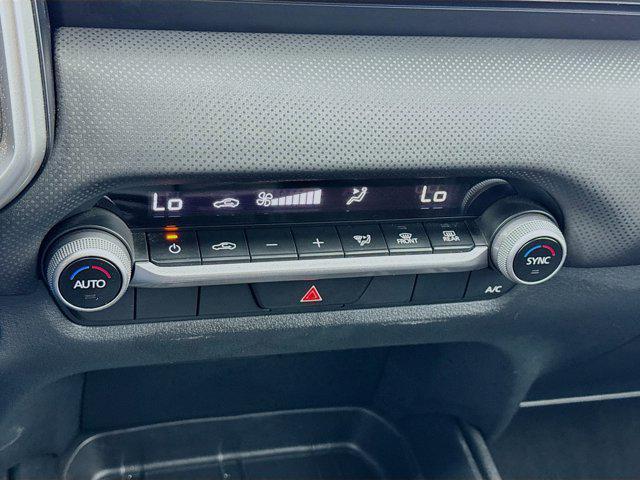 Lo Lo
− + FRONT REAR
AUTO SYNC
A/C